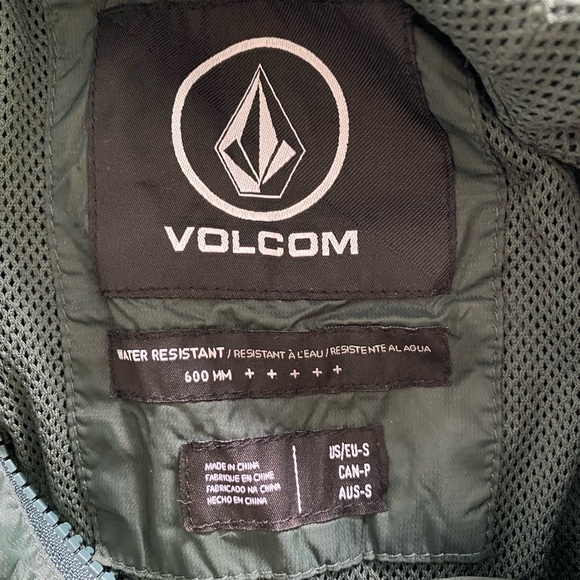 VOLCOM
WATER RESISTANT / RESISTANT À L'EAU / RESISTENTE AL AGUA
600 MM + + + + +
MADE IN CHINA
FABRIQUE EN CHINE
FABRICADO NA CHINA
HECHO EN CHINA
US/EU-S
CAN-P
AUS-S